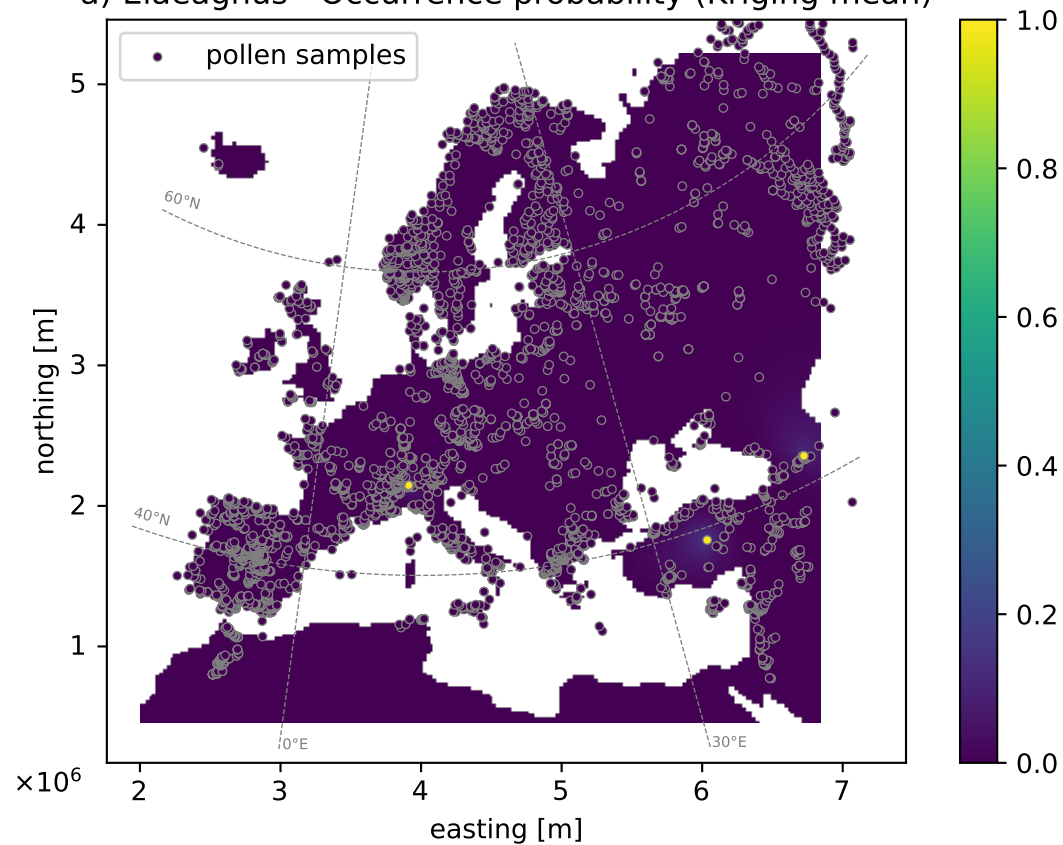 a) Elaeagnus - Occurrence probability (Kriging mean)
pollen samples
60°N
40°N
0°E
30°E
5
4
3
2
1
northing [m]
×10⁶
2
3
4
5
6
7
easting [m]
1.0
0.8
0.6
0.4
0.2
0.0